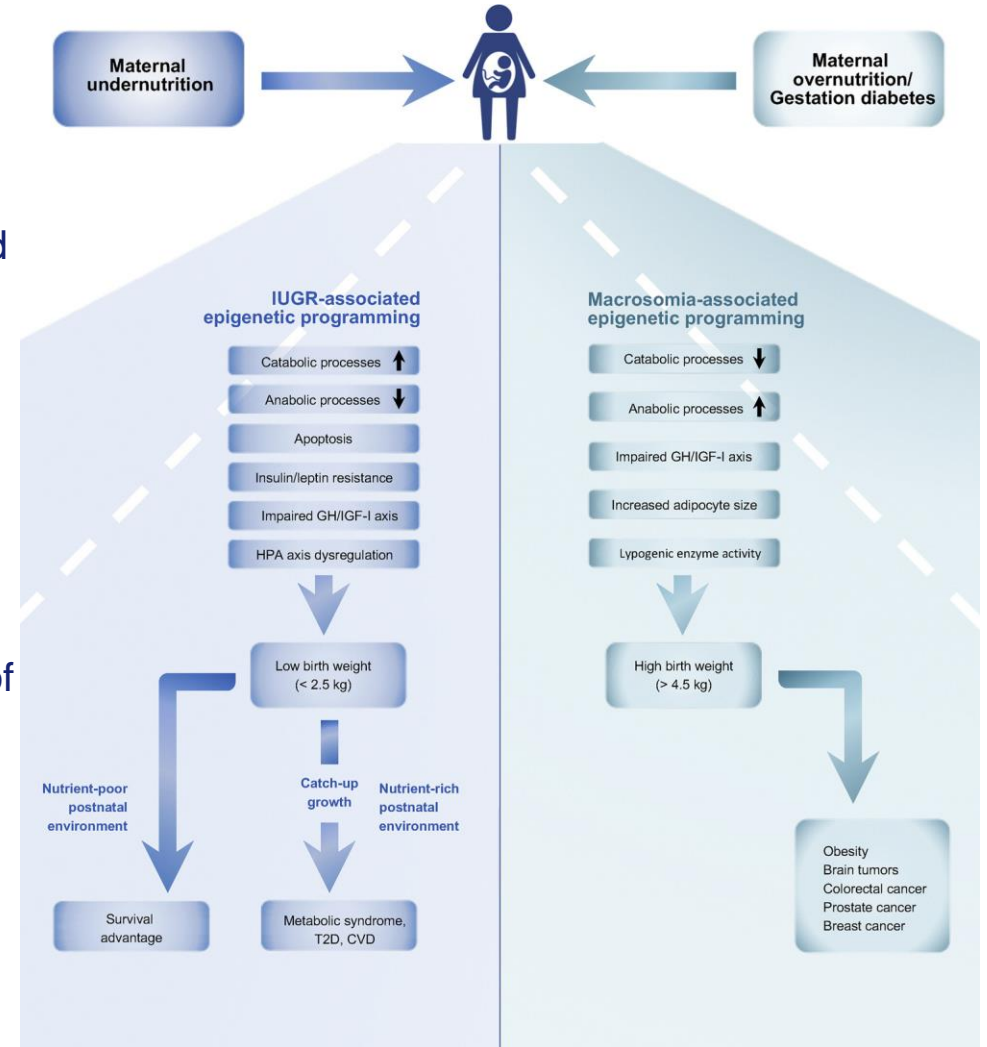 Maternal
undernutrition
Maternal
overnutrition/
Gestation diabetes
d
of
IUGR-associated
epigenetic programming
Catabolic processes
Anabolic processes
Apoptosis
Insulin/leptin resistance
Impaired GH/IGF-I axis
HPA axis dysregulation
Low birth weight
(< 2.5 kg)
Nutrient-poor
postnatal
environment
Catch-up
growth
Nutrient-rich
postnatal
environment
Survival
advantage
Metabolic syndrome,
T2D, CVD
Macrosomia-associated
epigenetic programming
Catabolic processes
Anabolic processes
Impaired GH/IGF-I axis
Increased adipocyte size
Lypogenic enzyme activity
High birth weight
(> 4.5 kg)
Obesity
Brain tumors
Colorectal cancer
Prostate cancer
Breast cancer